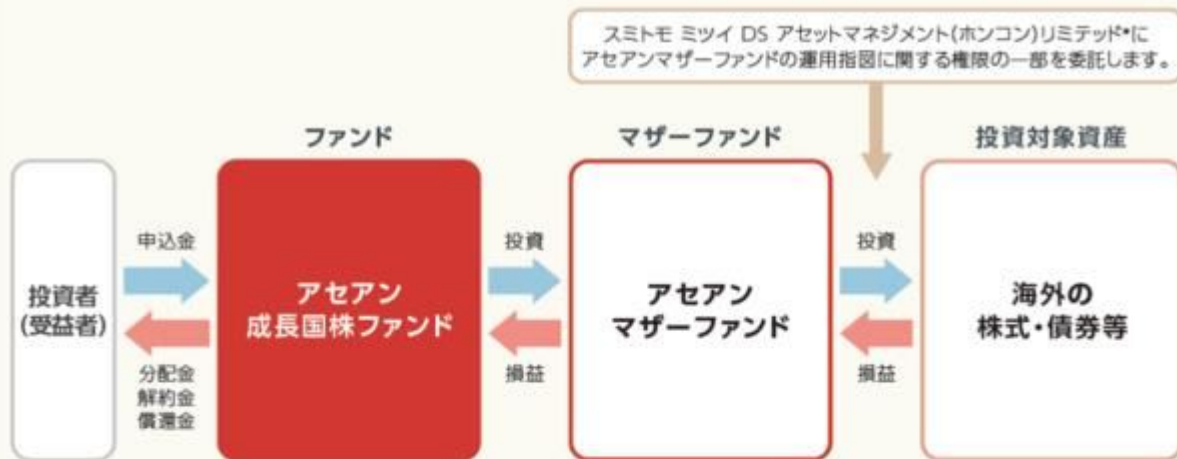 スミトモ ミツイ DS アセットマネジメント(ホンコン)リミテッド*に
アセアンマザーファンドの運用指図に関する権限の一部を委託します。
ファンド
マザーファンド
投資対象資産
投資者
(受益者)
申込金
分配金
解約金
償還金
アセアン
成長国株ファンド
投資
損益
アセアン
マザーファンド
投資
損益
海外の
株式・債券等